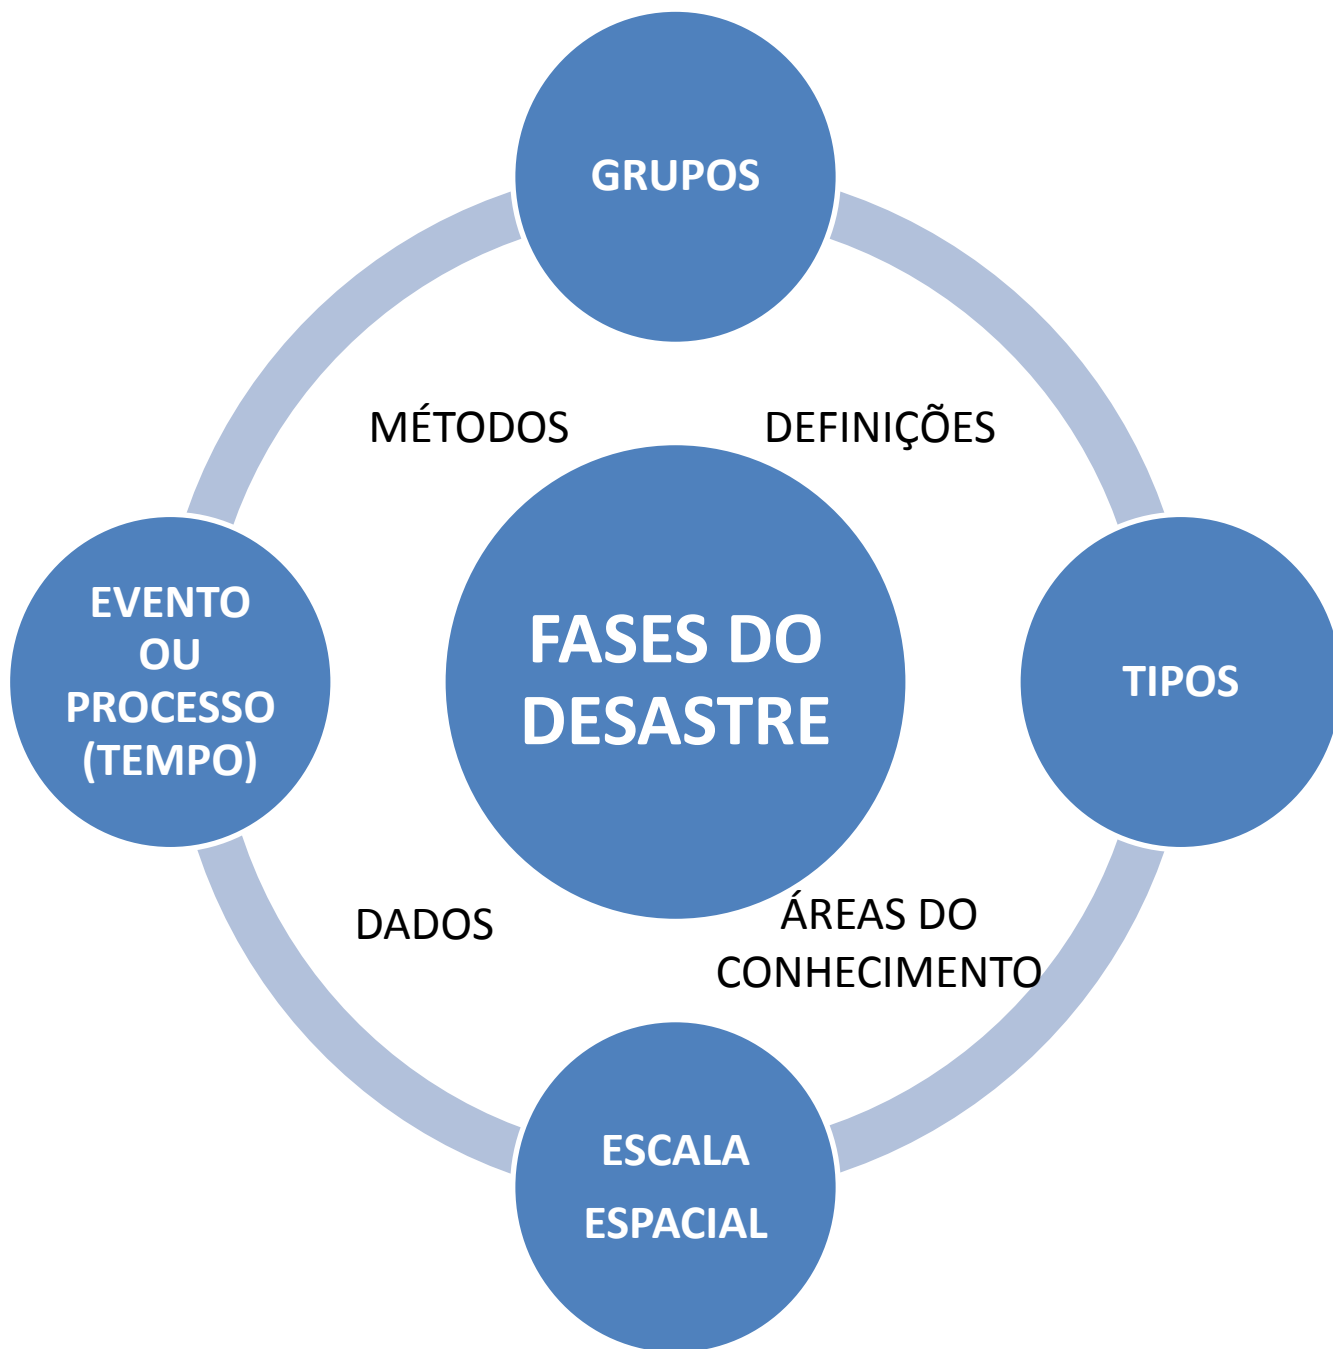 GRUPOS
MÉTODOS
DEFINIÇÕES
EVENTO
OU
PROCESSO
(TEMPO)
FASES DO
DESASTRE
TIPOS
DADOS
ÁREAS DO
CONHECIMENTO
ESCALA
ESPACIAL